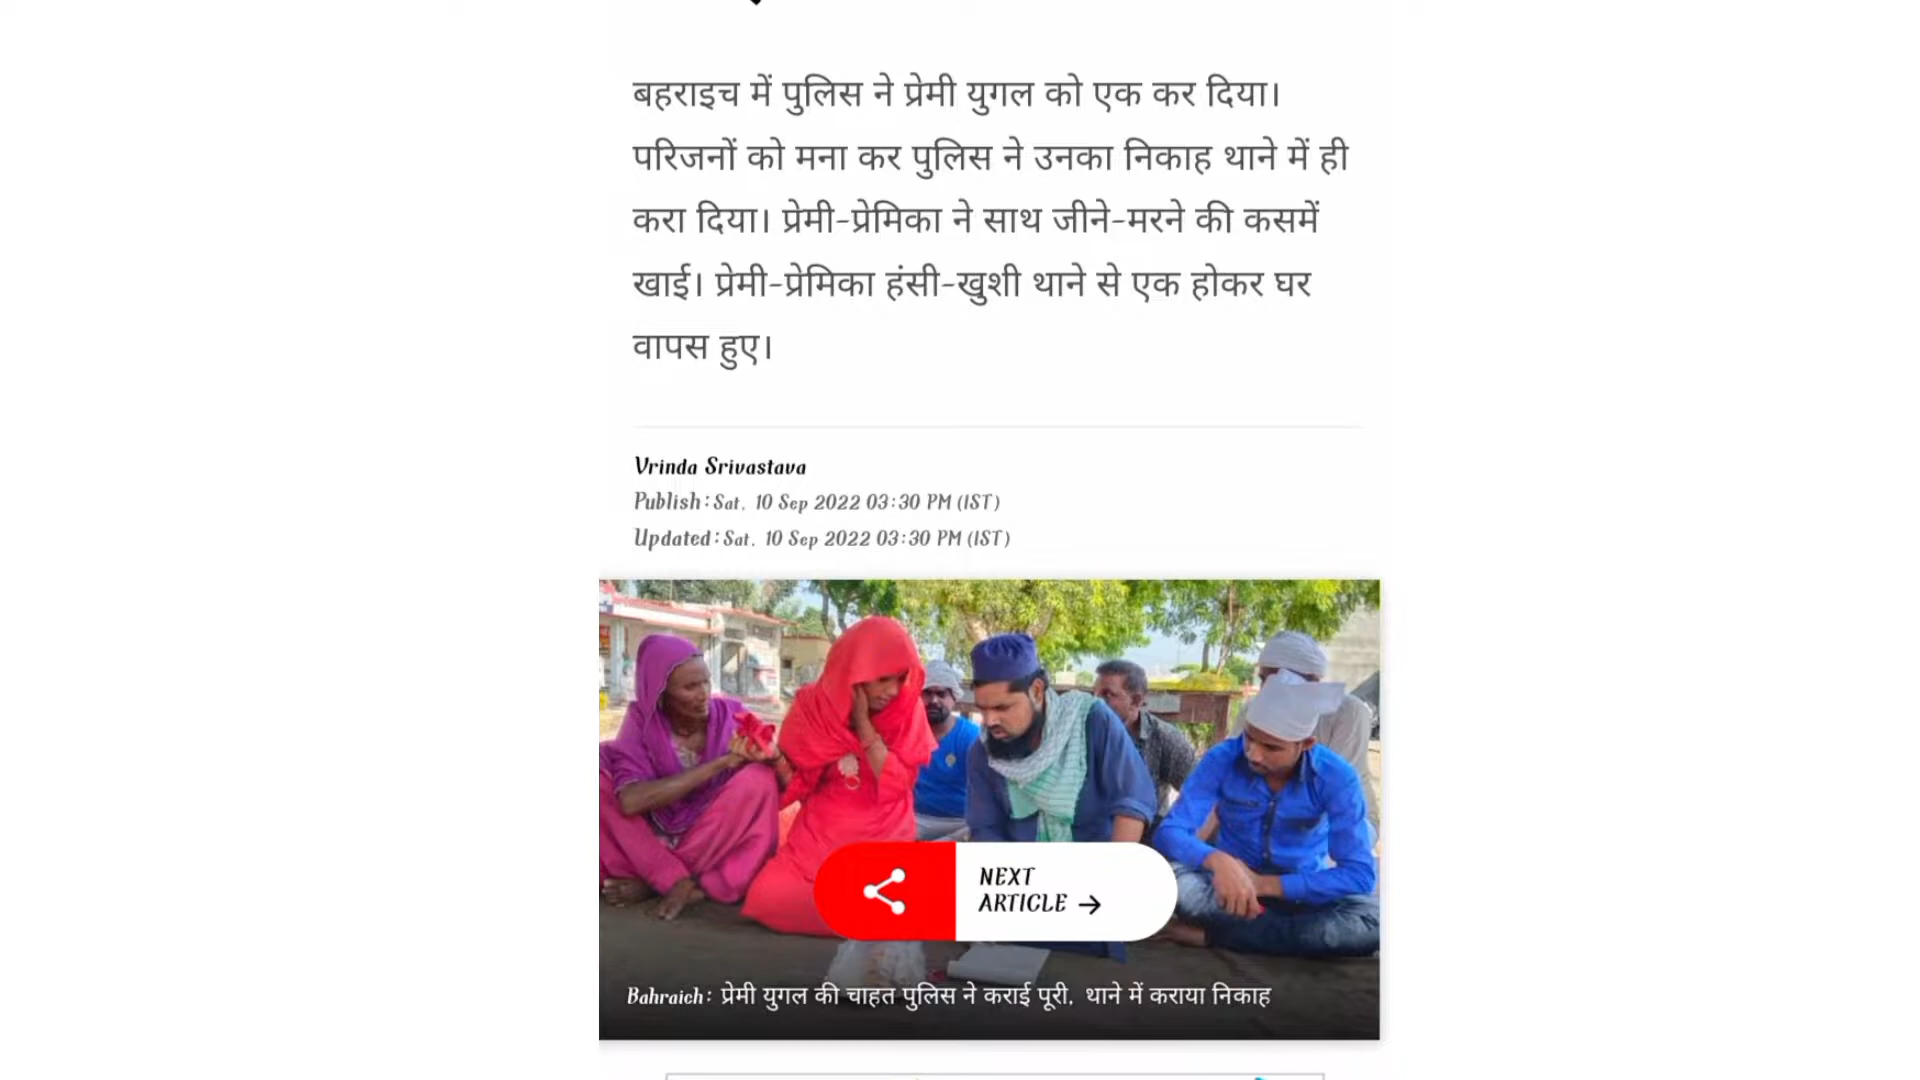 बहराइच में पुलिस ने प्रेमी युगल को एक कर दिया।
परिजनों को मना कर पुलिस ने उनका निकाह थाने में ही
करा दिया। प्रेमी-प्रेमिका ने साथ जीने-मरने की कसमें
खाई। प्रेमी-प्रेमिका हंसी-खुशी थाने से एक होकर घर
वापस हुए।
Vrinda Srivastava
Publish: Sat, 10 Sep 2022 03:30 PM (IST)
Updated: Sat, 10 Sep 2022 03:30 PM (IST)
NEXT
ARTICLE →
Bahraich: प्रेमी युगल की चाहत पुलिस ने कराई पूरी, थाने में कराया निकाह